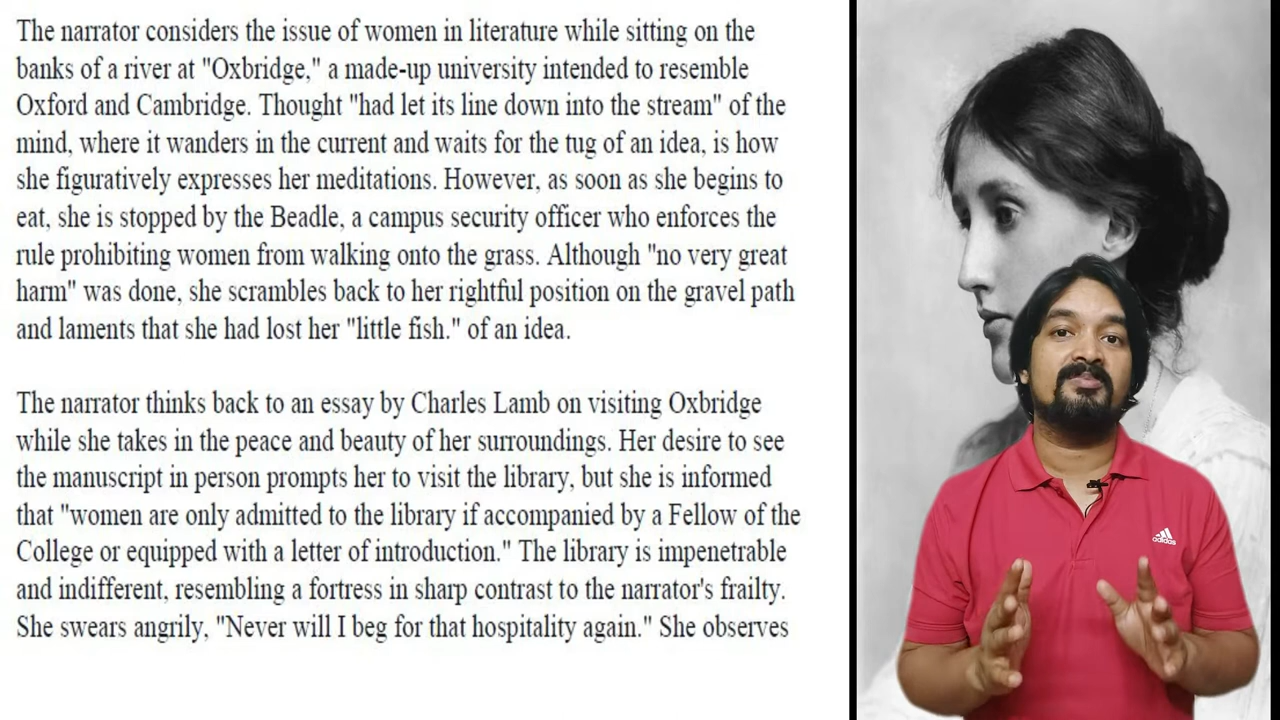 The narrator considers the issue of women in literature while sitting on the
banks of a river at "Oxbridge," a made-up university intended to resemble
Oxford and Cambridge. Thought "had let its line down into the stream" of the
mind, where it wanders in the current and waits for the tug of an idea, is how
she figuratively expresses her meditations. However, as soon as she begins to
eat, she is stopped by the Beadle, a campus security officer who enforces the
rule prohibiting women from walking onto the grass. Although "no very great
harm" was done, she scrambles back to her rightful position on the gravel path
and laments that she had lost her "little fish." of an idea.
The narrator thinks back to an essay by Charles Lamb on visiting Oxbridge
while she takes in the peace and beauty of her surroundings. Her desire to see
the manuscript in person prompts her to visit the library, but she is informed
that "women are only admitted to the library if accompanied by a Fellow of the
College or equipped with a letter of introduction." The library is impenetrable
and indifferent, resembling a fortress in sharp contrast to the narrator's frailty.
She swears angrily, "Never will I beg for that hospitality again." She observes
adidas